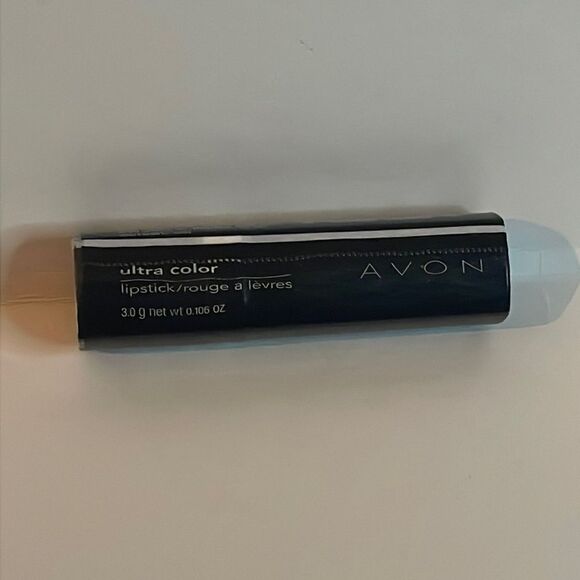 ultra color
lipstick/rouge a lèvres
3.0 g net wt 0.106 OZ
AVON